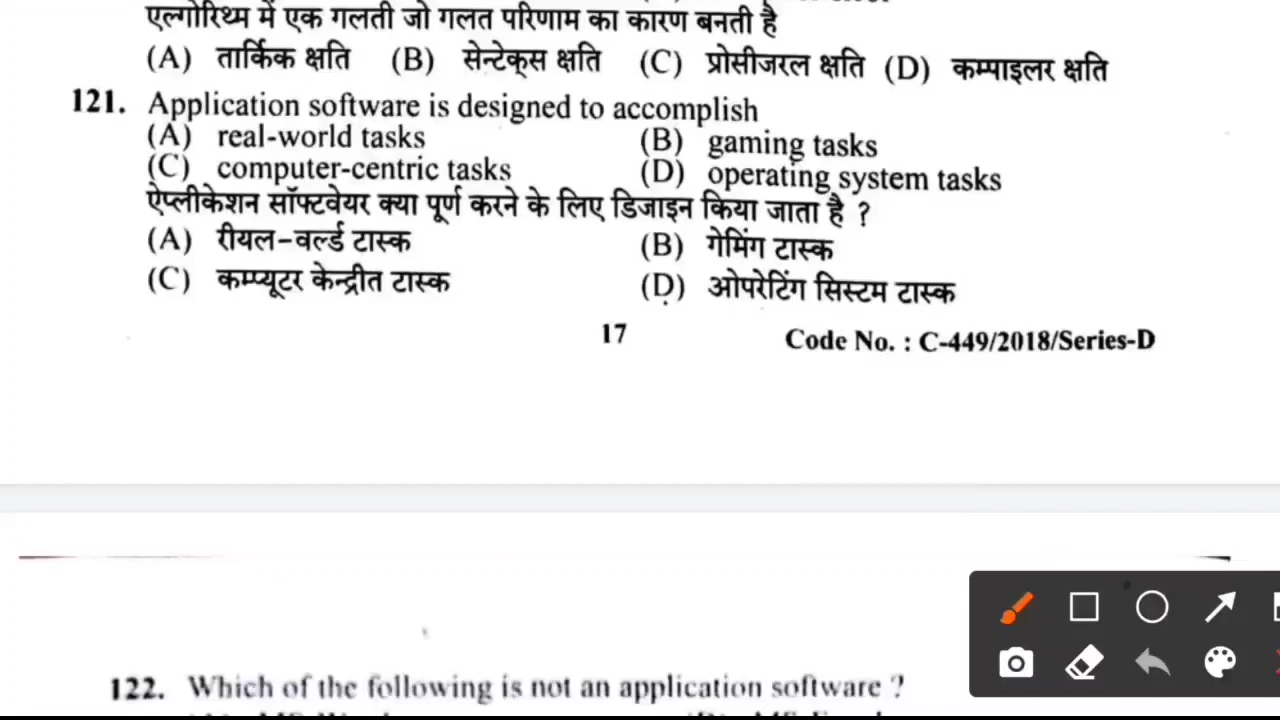 एल्गोरिथ्म में एक गलती जो गलत परिणाम का कारण बनती है
(A) तार्किक क्षति (B) सेन्टेक्स क्षति (C) प्रोसीजरल क्षति (D) कम्पाइलर क्षति
121. Application software is designed to accomplish
(A) real-world tasks (B) gaming tasks
(C) computer-centric tasks (D) operating system tasks
ऐप्लीकेशन सॉफ्टवेयर क्या पूर्ण करने के लिए डिजाइन किया जाता है ?
(A) रीयल-वर्ल्ड टास्क (B) गेमिंग टास्क
(C) कम्प्यूटर केन्द्रीत टास्क (D) ओपरेटिंग सिस्टम टास्क
17 Code No. : C-449/2018/Series-D
122. Which of the following is not an application software ?